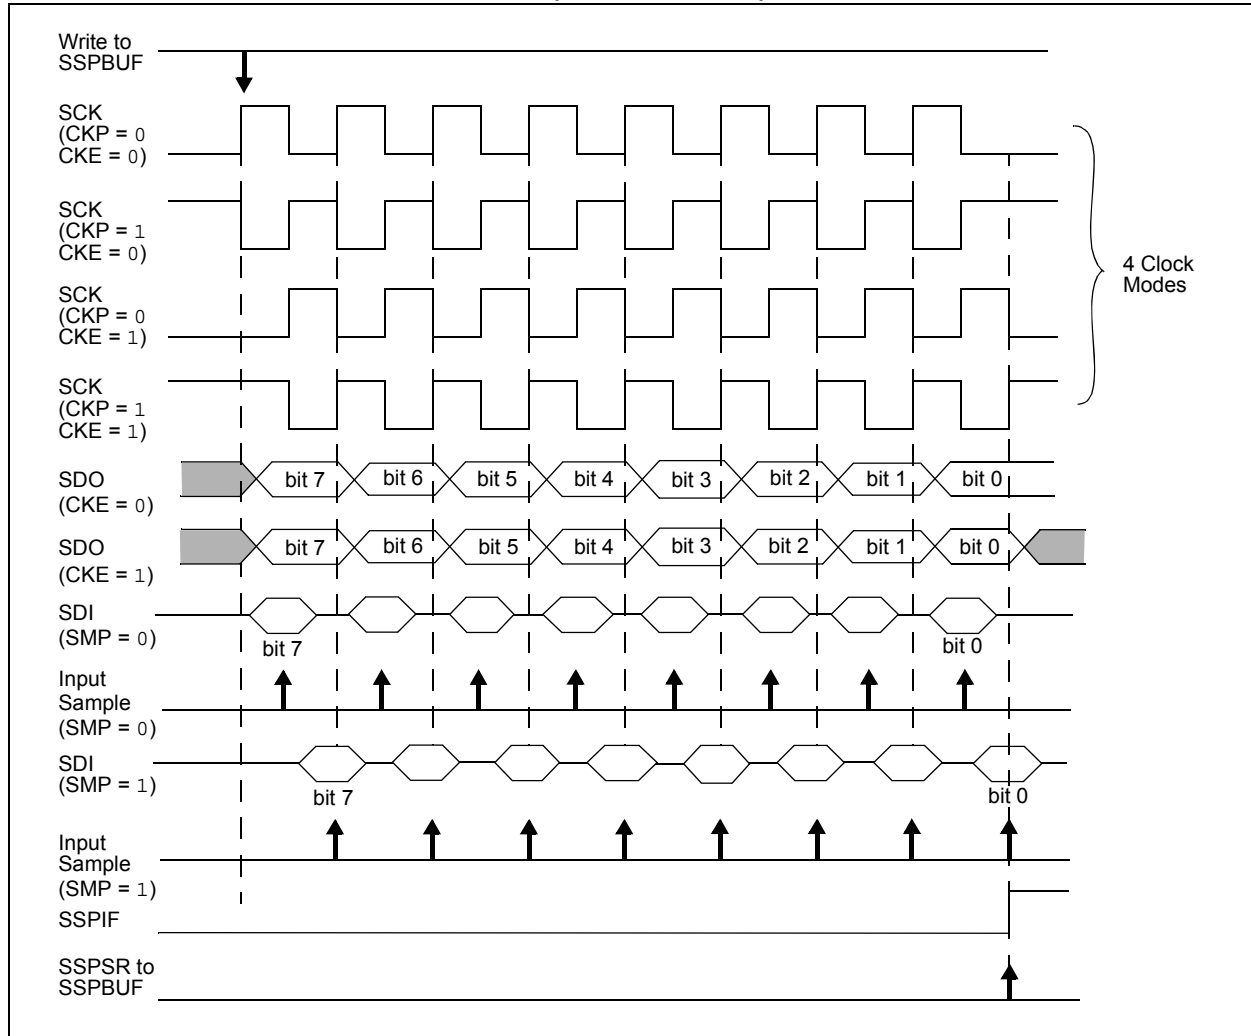 Write to
SSPBUF
SCK
(CKP = 0
CKE = 0)
SCK
(CKP = 1
CKE = 0)
4 Clock
Modes
SCK
(CKP = 0
CKE = 1)
SCK
(CKP = 1
CKE = 1)
SDO
(CKE = 0)
bit 7 bit 6 bit 5 bit 4 bit 3 bit 2 bit 1 bit 0
SDO
(CKE = 1)
bit 7 bit 6 bit 5 bit 4 bit 3 bit 2 bit 1 bit 0
SDI
(SMP = 0)
bit 7 bit 0
Input
Sample
(SMP = 0)
SDI
(SMP = 1)
bit 7 bit 0
Input
Sample
(SMP = 1)
SSPIF
SSPSR to
SSPBUF